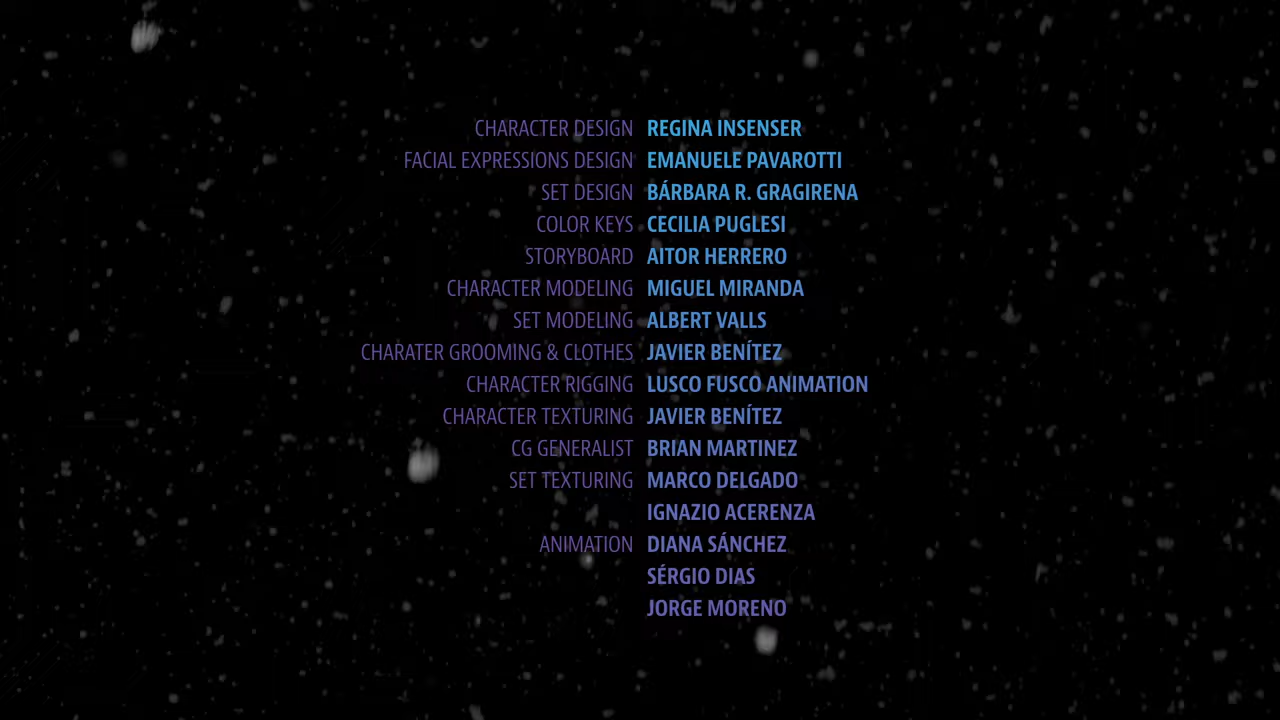 CHARACTER DESIGN REGINA INSENSER
FACIAL EXPRESSIONS DESIGN EMANUELE PAVAROTTI
SET DESIGN BÁRBARA R. GRAGIRENA
COLOR KEYS CECILIA PUGLESI
STORYBOARD AITOR HERRERO
CHARACTER MODELING MIGUEL MIRANDA
SET MODELING ALBERT VALLS
CHARATER GROOMING & CLOTHES JAVIER BENÍTEZ
CHARACTER RIGGING LUSCO FUSCO ANIMATION
CHARACTER TEXTURING JAVIER BENÍTEZ
CG GENERALIST BRIAN MARTINEZ
SET TEXTURING MARCO DELGADO
IGNAZIO ACERENZA
ANIMATION DIANA SÁNCHEZ
SÉRGIO DIAS
JORGE MORENO